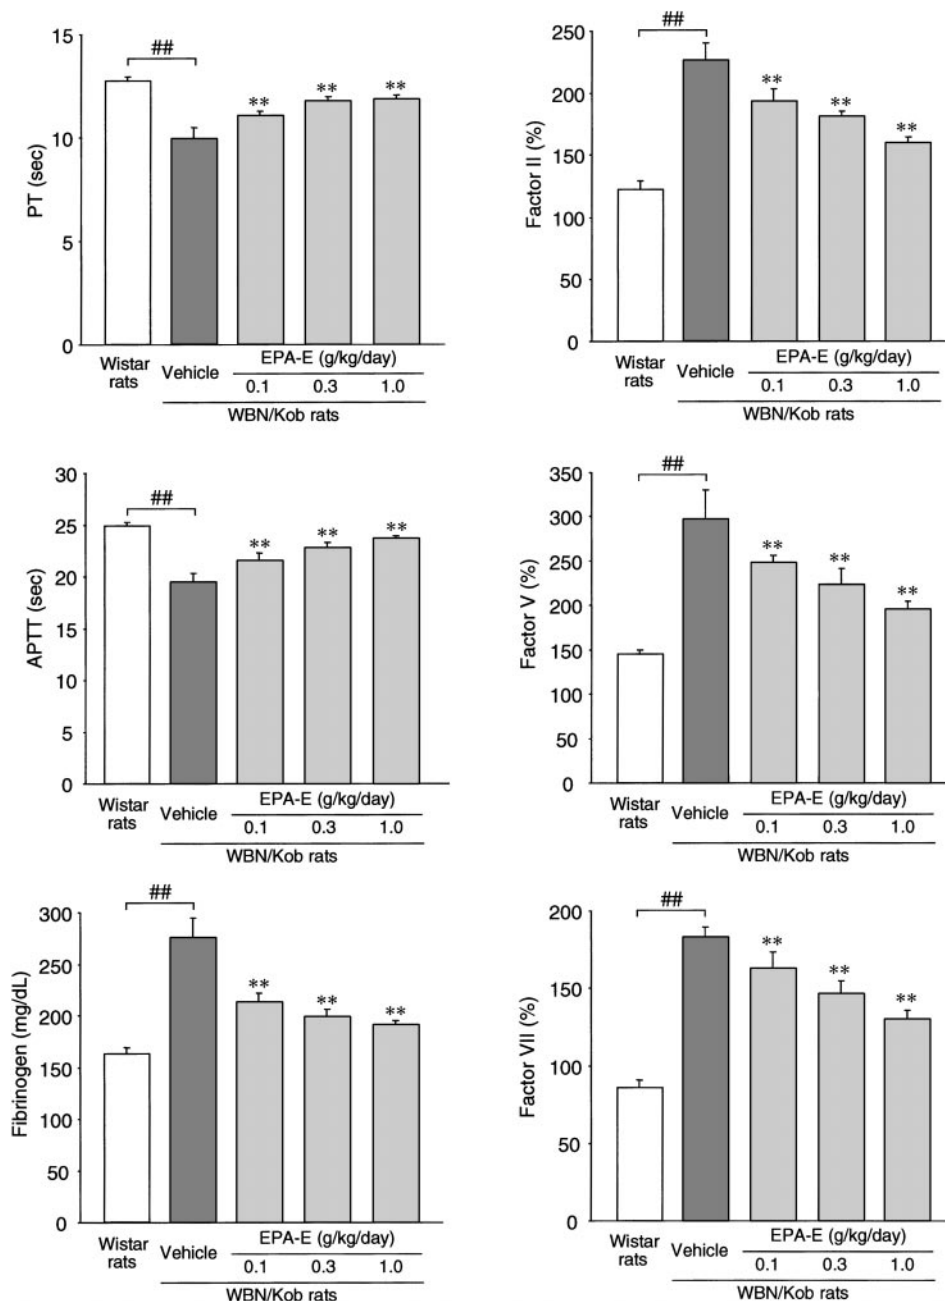 PT (sec)
15
10
5
0
##
**
**
**
Wistar rats
Vehicle
EPA-E (g/kg/day)
0.1 0.3 1.0
WBN/Kob rats
Factor II (%)
250
200
150
100
50
0
##
**
**
**
Wistar rats
Vehicle
EPA-E (g/kg/day)
0.1 0.3 1.0
WBN/Kob rats
APTT (sec)
30
25
20
15
10
5
0
##
**
**
**
Wistar rats
Vehicle
EPA-E (g/kg/day)
0.1 0.3 1.0
WBN/Kob rats
Factor V (%)
350
300
250
200
150
100
50
0
##
**
**
**
Wistar rats
Vehicle
EPA-E (g/kg/day)
0.1 0.3 1.0
WBN/Kob rats
Fibrinogen (mg/dL)
300
250
200
150
100
50
0
##
**
**
**
Wistar rats
Vehicle
EPA-E (g/kg/day)
0.1 0.3 1.0
WBN/Kob rats
Factor VII (%)
200
150
100
50
0
##
**
**
**
Wistar rats
Vehicle
EPA-E (g/kg/day)
0.1 0.3 1.0
WBN/Kob rats